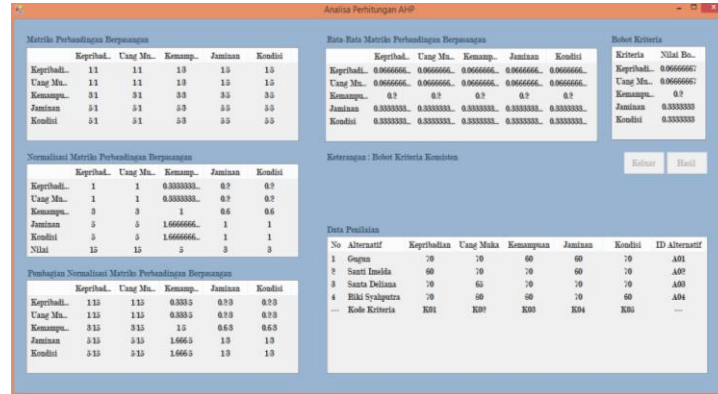 Analisa Perhitungan AHP
Matriks Perbandingan Berpasangan
Kepribad... Uang Mu... Kemamp... Jaminan Kondisi
Kepribadi... 1:1 1:1 1:3 1:5 1:5
Uang Mu... 1:1 1:1 1:3 1:5 1:5
Kemampu... 3:1 3:1 3:3 3:5 3:5
Jaminan 5:1 5:1 5:3 5:5 5:5
Kondisi 5:1 5:1 5:3 5:5 5:5
Normalisasi Matriks Perbandingan Berpasangan
Kepribad... Uang Mu... Kemamp... Jaminan Kondisi
Kepribadi... 1 1 0.3333333... 0.2 0.2
Uang Mu... 1 1 0.3333333... 0.2 0.2
Kemampu... 3 3 1 0.6 0.6
Jaminan 5 5 1.6666666... 1 1
Kondisi 5 5 1.6666666... 1 1
Nilai 15 15 5 3 3
Pembagian Normalisasi Matriks Perbandingan Berpasangan
Kepribad... Uang Mu... Kemamp... Jaminan Kondisi
Kepribadi... 1:15 1:15 0.333:5 0.2:3 0.2:3
Uang Mu... 1:15 1:15 0.333:5 0.2:3 0.2:3
Kemampu... 3:15 3:15 1:5 0.6:3 0.6:3
Jaminan 5:15 5:15 1.666:5 1:3 1:3
Kondisi 5:15 5:15 1.666:5 1:3 1:3
Rata-Rata Matriks Perbandingan Berpasangan
Kepribad... Uang Mu... Kemamp... Jaminan Kondisi
Kepribadi... 0.0666666... 0.0666666... 0.0666666... 0.0666666... 0.0666666...
Uang Mu... 0.0666666... 0.0666666... 0.0666666... 0.0666666... 0.0666666...
Kemampu... 0.2 0.2 0.2 0.2 0.2
Jaminan 0.3333333... 0.3333333... 0.3333333... 0.3333333... 0.3333333...
Kondisi 0.3333333... 0.3333333... 0.3333333... 0.3333333... 0.3333333...
Bobot Kriteria
Kriteria Nilai Bo...
Kepribadi... 0.06666667
Uang Mu... 0.06666667
Kemampu... 0.2
Jaminan 0.3333333
Kondisi 0.3333333
Keterangan : Bobot Kriteria Konsisten
Keluar Hasil
Data Penilaian
No Alternatif Kepribadian Uang Muka Kemampuan Jaminan Kondisi ID Alternatif
1 Gugun 70 70 60 60 70 A01
2 Santi Imelda 60 70 70 60 70 A02
3 Santa Deliana 70 65 70 70 70 A03
4 Riki Syahputra 70 60 60 70 60 A04
.... Kode Kriteria K01 K02 K03 K04 K05 ....